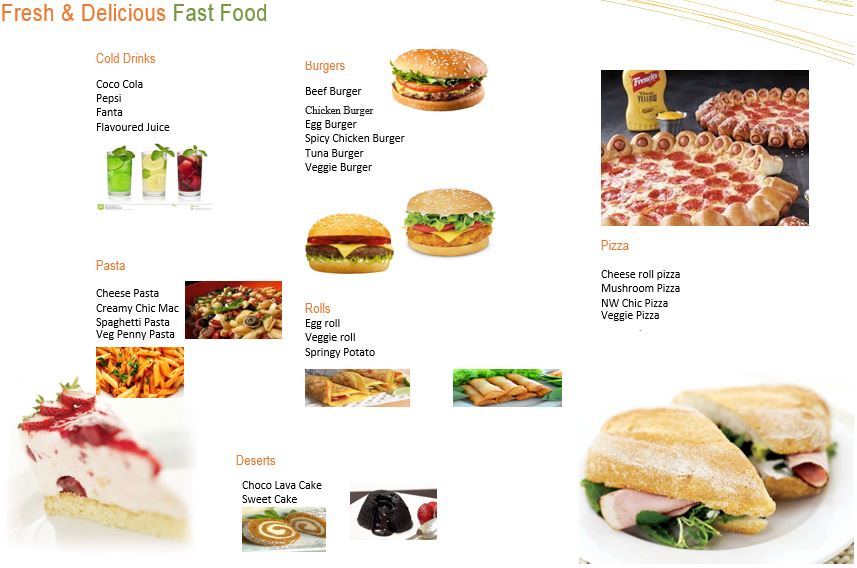 Fresh & Delicious Fast Food
Cold Drinks
Coco Cola
Pepsi
Fanta
Flavoured Juice
Burgers
Beef Burger
Chicken Burger
Egg Burger
Spicy Chicken Burger
Tuna Burger
Veggie Burger
French's
YELLOW
Pizza
Cheese roll pizza
Mushroom Pizza
NW Chic Pizza
Veggie Pizza
Pasta
Cheese Pasta
Creamy Chic Mac
Spaghetti Pasta
Veg Penny Pasta
Rolls
Egg roll
Veggie roll
Springy Potato
Deserts
Choco Lava Cake
Sweet Cake